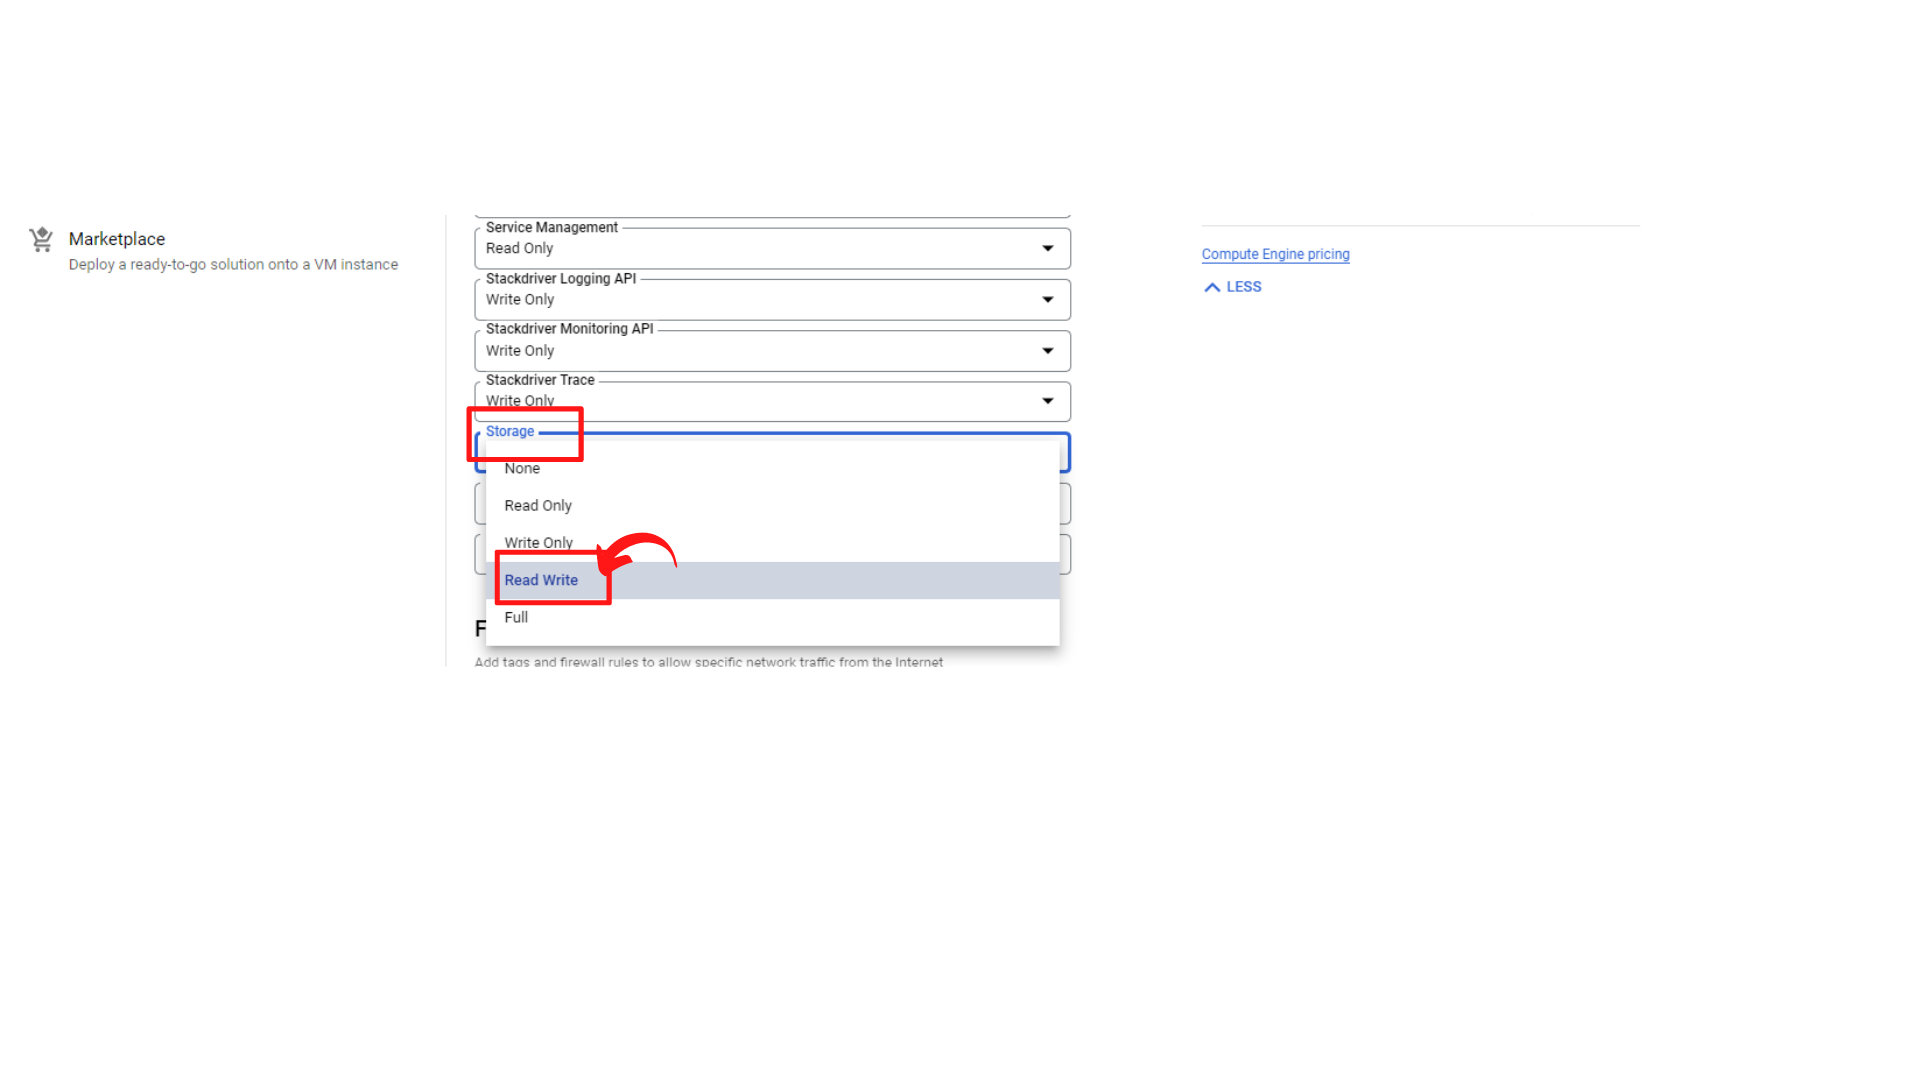 Marketplace
Deploy a ready-to-go solution onto a VM instance
Service Management
Read Only
Stackdriver Logging API
Write Only
Stackdriver Monitoring API
Write Only
Stackdriver Trace
Write Only
Storage
None
Read Only
Write Only
Read Write
Full
F
Add tags and firewall rules to allow specific network traffic from the Internet
Compute Engine pricing
LESS